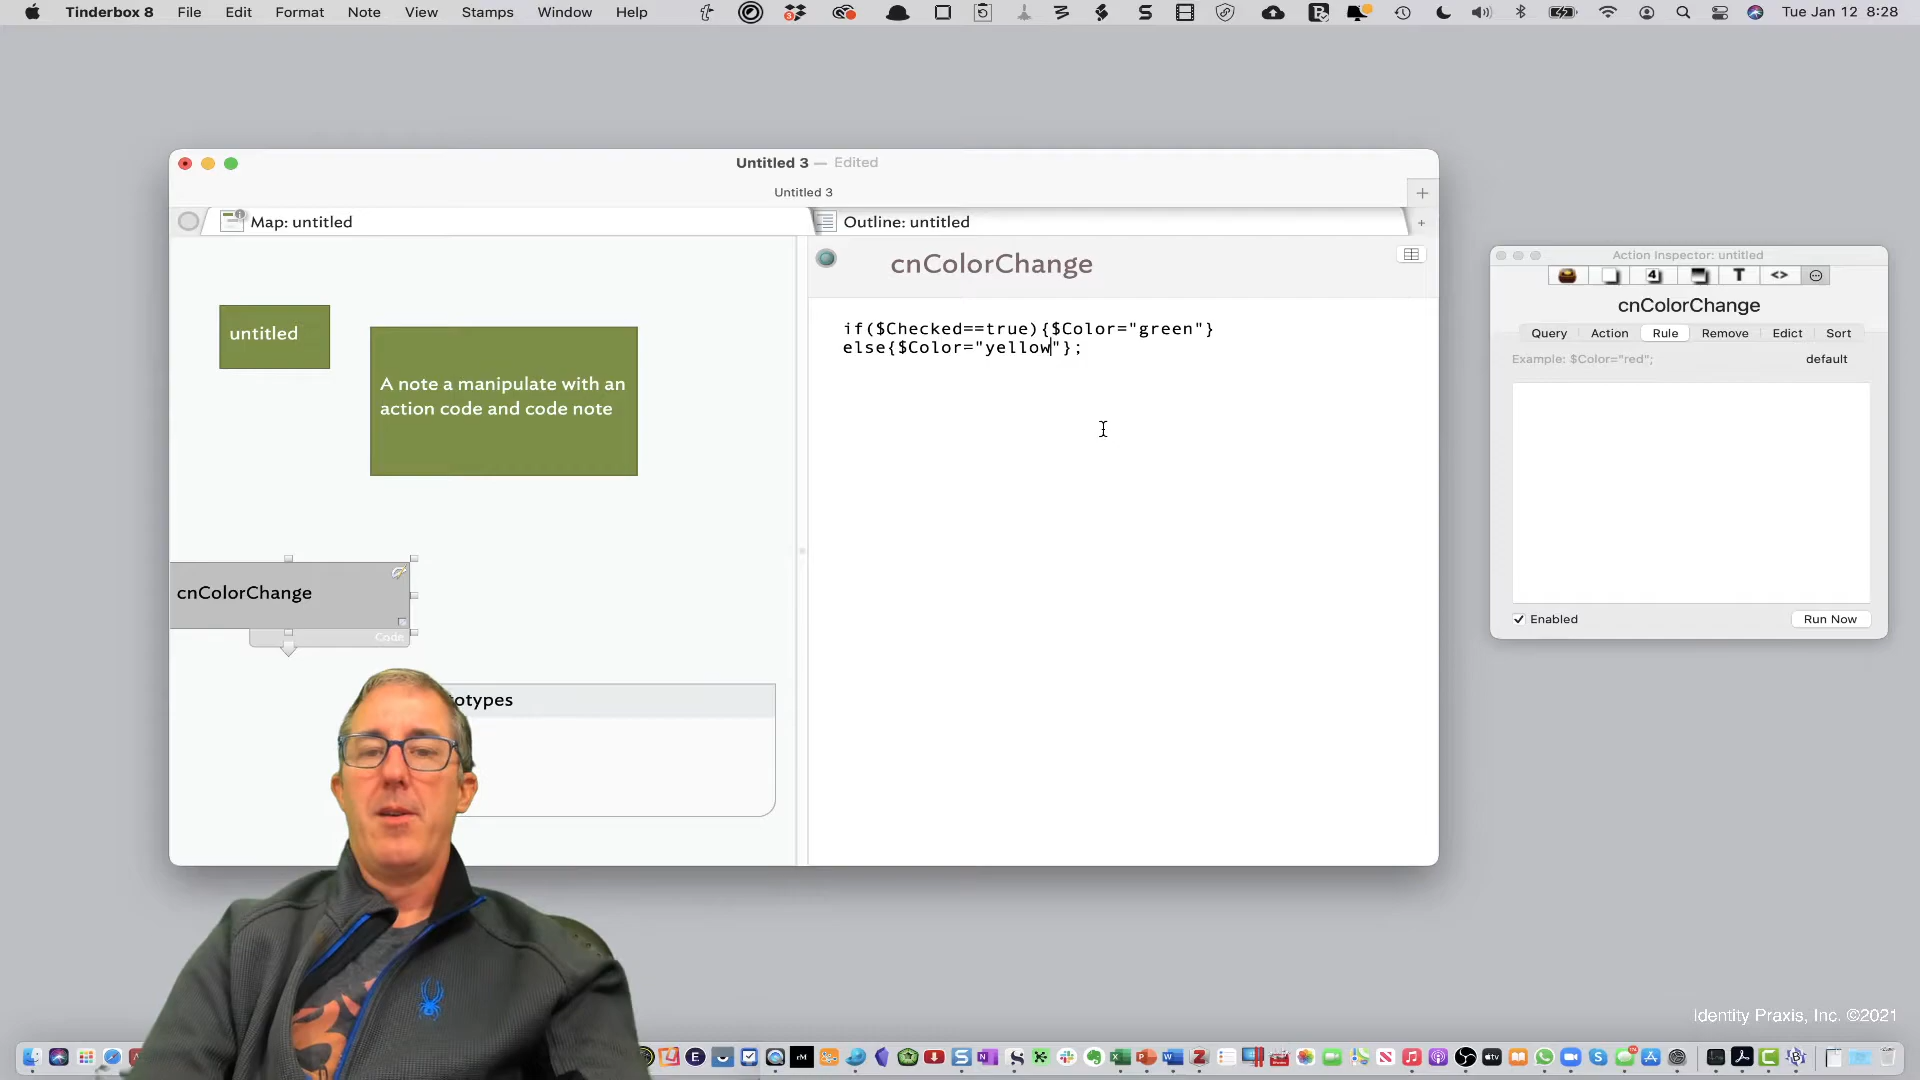 Tinderbox 8 File Edit Format Note View Stamps Window Help Tue Jan 12 8:28
Untitled 3 — Edited
Untitled 3
Map: untitled
Outline: untitled
untitled
A note a manipulate with an
action code and code note
cnColorChange
Code
totypes
cnColorChange
if($Checked==true){$Color="green"}
else{$Color="yellow"};
Action Inspector: untitled
cnColorChange
Query Action Rule Remove Edict Sort
Example: $Color="red";
default
Enabled
Run Now
Identity Praxis, Inc. ©2021